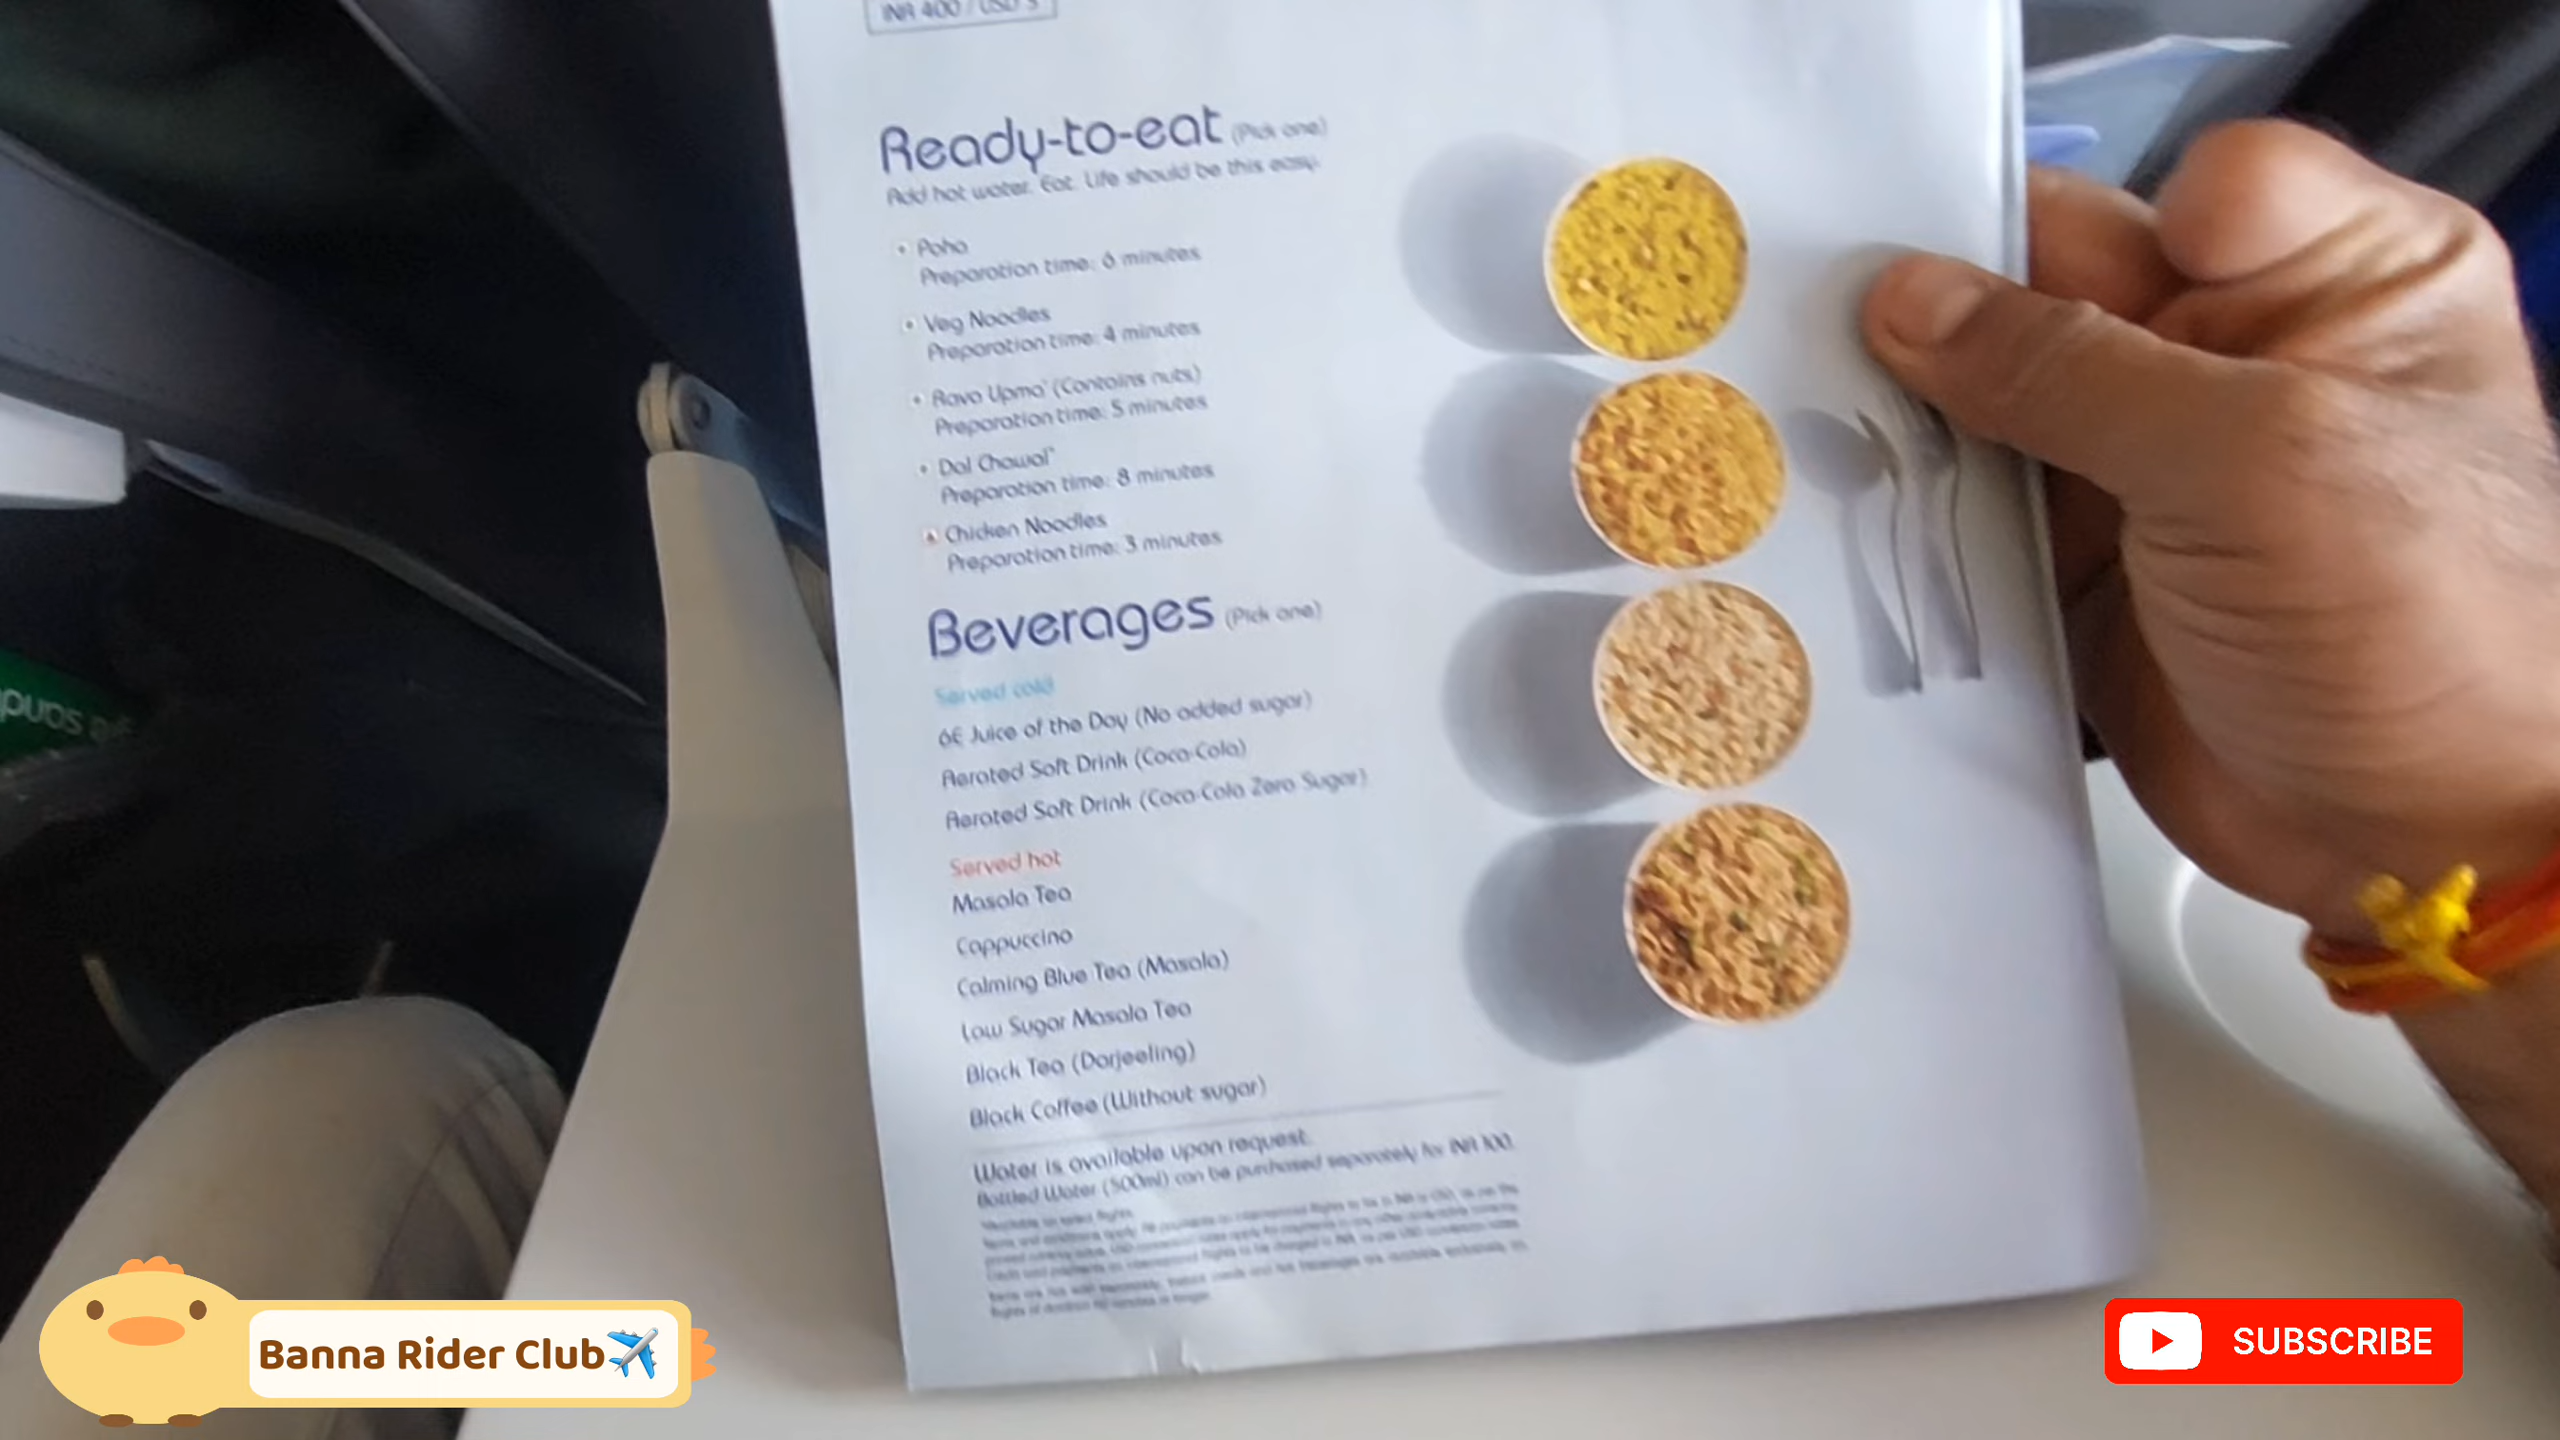 INR 400 / USD 5
Ready-to-eat (Pick one)
Add hot water. Eat. Life should be this easy.
Poha
Preparation time: 6 minutes
Veg Noodles
Preparation time: 4 minutes
Rava Upma* (Contains nuts)
Preparation time: 5 minutes
Dal Chawal*
Preparation time: 8 minutes
Chicken Noodles
Preparation time: 3 minutes
Beverages (Pick one)
Served cold
6E Juice of the Day (No added sugar)
Aerated Soft Drink (Coca-Cola)
Aerated Soft Drink (Coca-Cola Zero Sugar)
Served hot
Masala Tea
Cappuccino
Calming Blue Tea (Masala)
Low Sugar Masala Tea
Black Tea (Darjeeling)
Black Coffee (Without sugar)
Water is available upon request.
Bottled Water (500ml) can be purchased separately for INR 100.
Banna Rider Club✈️
SUBSCRIBE